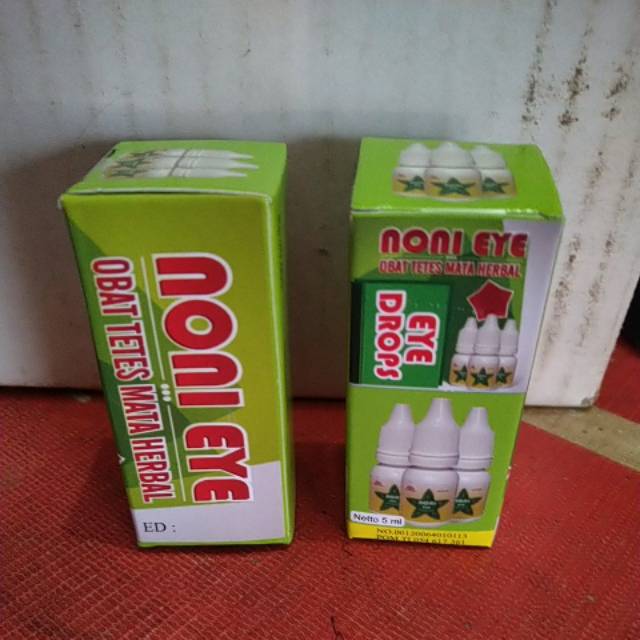 NONI EYE
OBAT TETES MATA HERBAL
ED :
NONI EYE
OBAT TETES MATA HERBAL
EYE
DROPS
Netto 5 ml